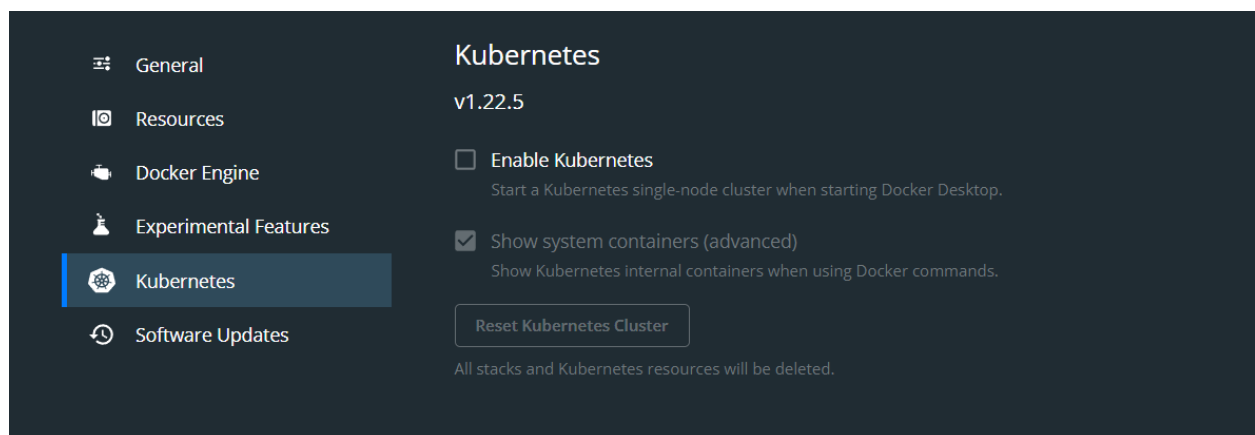 General
Resources
Docker Engine
Experimental Features
Kubernetes
Software Updates
Kubernetes
v1.22.5
Enable Kubernetes
Start a Kubernetes single-node cluster when starting Docker Desktop.
Show system containers (advanced)
Show Kubernetes internal containers when using Docker commands.
Reset Kubernetes Cluster
All stacks and Kubernetes resources will be deleted.